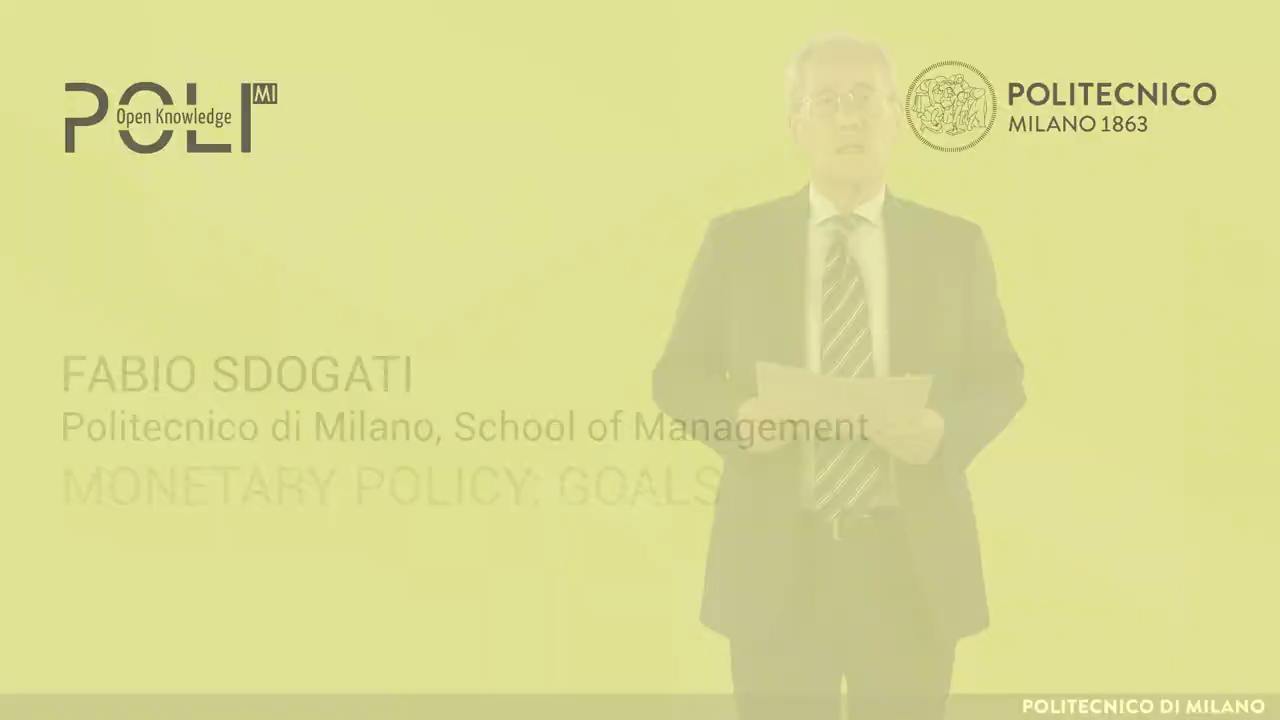 POLI MI
Open Knowledge
POLITECNICO
MILANO 1863
FABIO SDOGATI
Politecnico di Milano, School of Management
MONETARY POLICY: GOALS
POLITECNICO DI MILANO